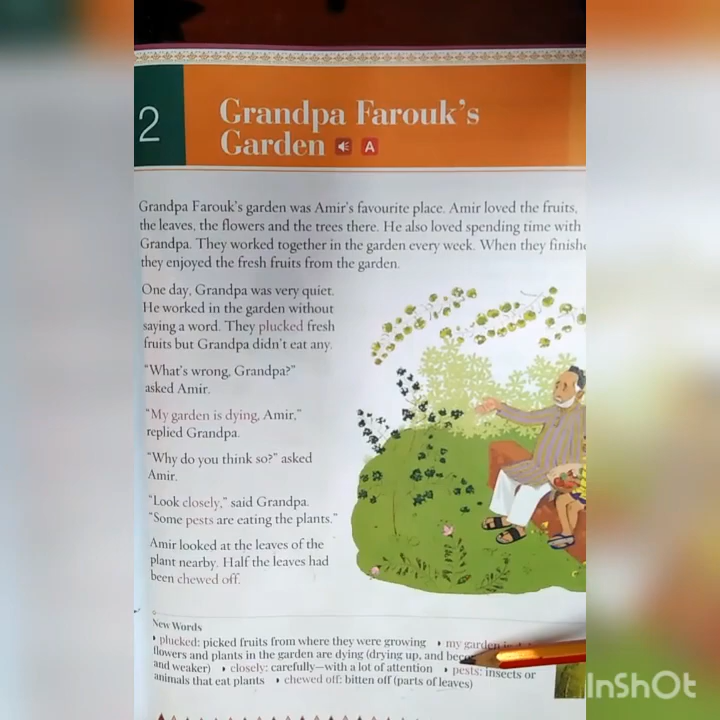 2
Grandpa Farouk's
Garden
A
Grandpa Farouk's garden was Amir's favourite place. Amir loved the fruits,
the leaves, the flowers and the trees there. He also loved spending time with
Grandpa. They worked together in the garden every week. When they finishe
they enjoyed the fresh fruits from the garden.
One day, Grandpa was very quiet.
He worked in the garden without
saying a word. They plucked fresh
fruits but Grandpa didn't eat any.
"What's wrong, Grandpa?"
asked Amir.
"My garden is dying, Amir,"
replied Grandpa.
"Why do you think so?" asked
Amir.
"Look closely," said Grandpa.
"Some pests are eating the plants."
Amir looked at the leaves of the
plant nearby. Half the leaves had
been chewed off.
New Words
• plucked: picked fruits from where they were growing • my garden
flowers and plants in the garden are dying (drying up, and
and weaker) • closely: carefully—with a lot of attention • pests: insects or
animals that eat plants • chewed off: bitten off (parts of leaves)
InShOt